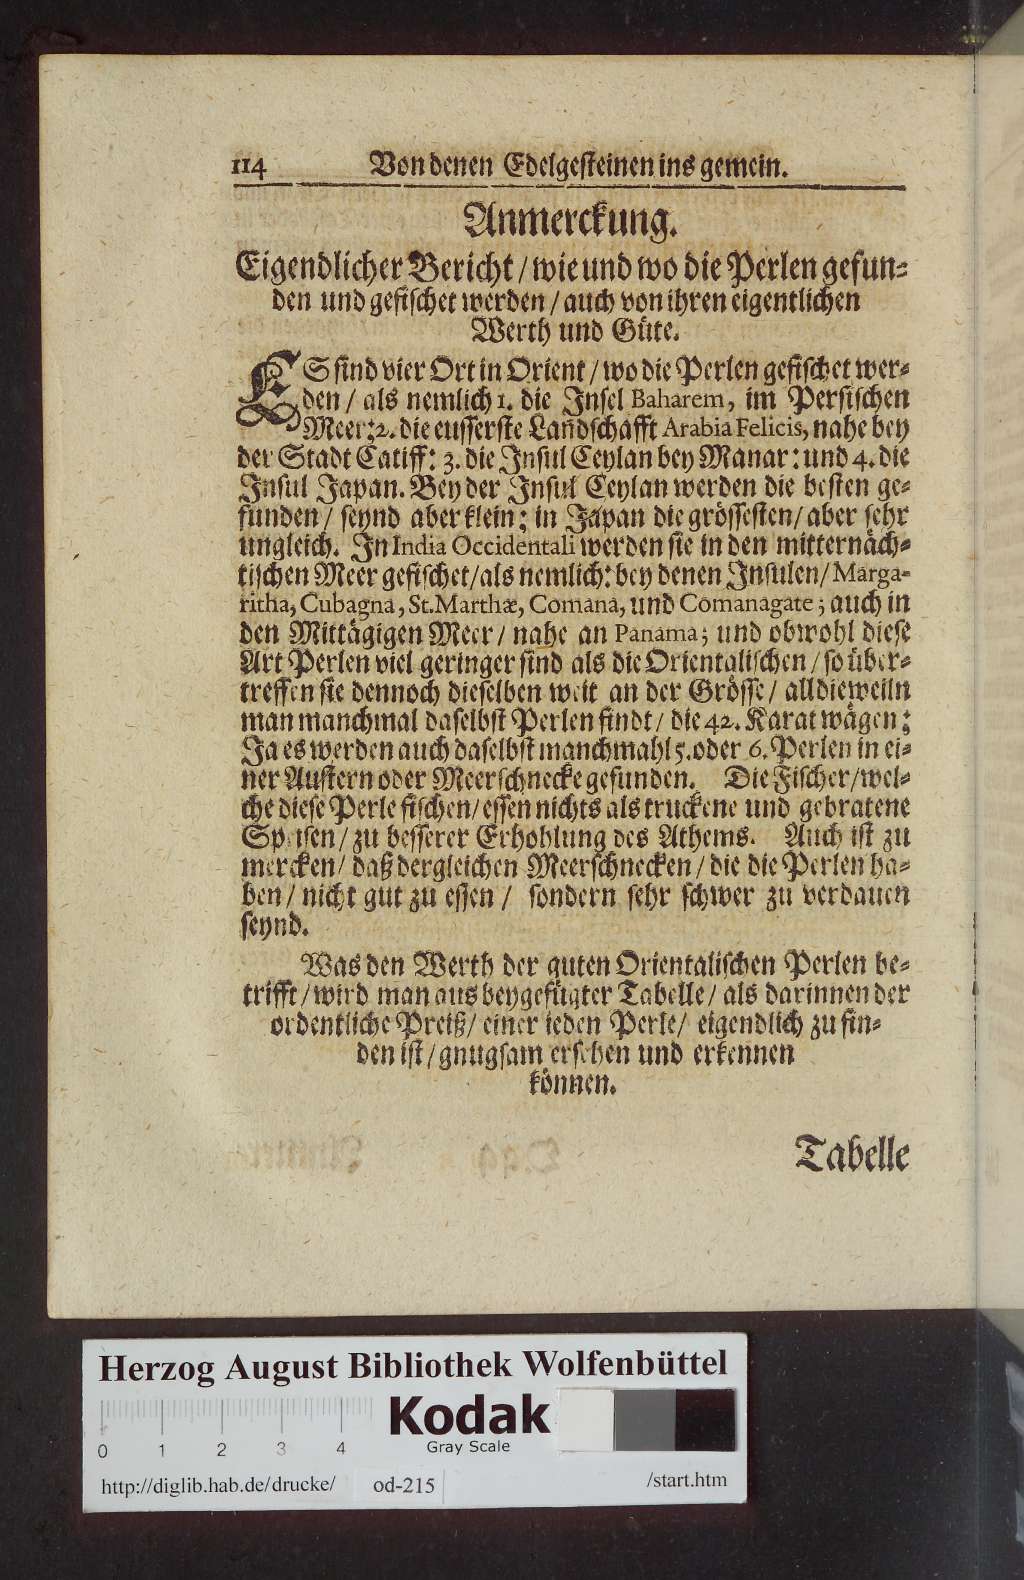 114 Von denen Edelgesteinen ins gemein.
Anmerckung.
Eigendlicher Bericht / wie und wo die Perlen gefun-
den und gefischet werden / auch von ihren eigentlichen
Werth und Güte.
ES sind vier Ort in Orient / wo die Perlen gefischet wer-
den / als nemlich 1. die Insel Baharem, im Persischen
Meer: 2. die eusserste Landschafft Arabia Felicis, nahe bey
der Stadt Catiff: 3. die Insul Ceylan bey Manar: und 4. die
Insul Japan. Bey der Insul Ceylan werden die besten ge-
funden / seynd aber klein; in Japan die grössesten / aber sehr
ungleich. In India Occidentali werden sie in den mitternäch-
tischen Meer gefischet / als nemlich: bey denen Insulen / Marga-
ritha, Cubagna, St. Marthæ, Comana, und Comanagate; auch in
den Mittägigen Meer / nahe an Panama; und obwohl diese
Art Perlen viel geringer sind als die Orientalischen / so über-
treffen sie dennoch dieselben weit an der Grösse / alldieweiln
man manchmal daselbst Perlen findt / die 42. Karat wägen;
Ja es werden auch daselbst manchmahl 5. oder 6. Perlen in ei-
ner Austern oder Meerschnecke gefunden. Die Fischer / wel-
che diese Perle fischen / essen nichts als truckene und gebratene
Speisen / zu besserer Erhohlung des Athems. Auch ist zu
mercken / daß dergleichen Meerschnecken / die die Perlen ha-
ben / nicht gut zu essen / sondern sehr schwer zu verdauen
seynd.
Was den Werth der guten Orientalischen Perlen be-
trifft / wird man aus beygefügter Tabelle / als darinnen der
ordentliche Preiß / einer ieden Perle / eigendlich zu fin-
den ist / gnugsam ersehen und erkennen
können.
Tabelle
Herzog August Bibliothek Wolfenbüttel
Kodak
Gray Scale
0 1 2 3 4
http://diglib.hab.de/drucke/ od-215 /start.htm